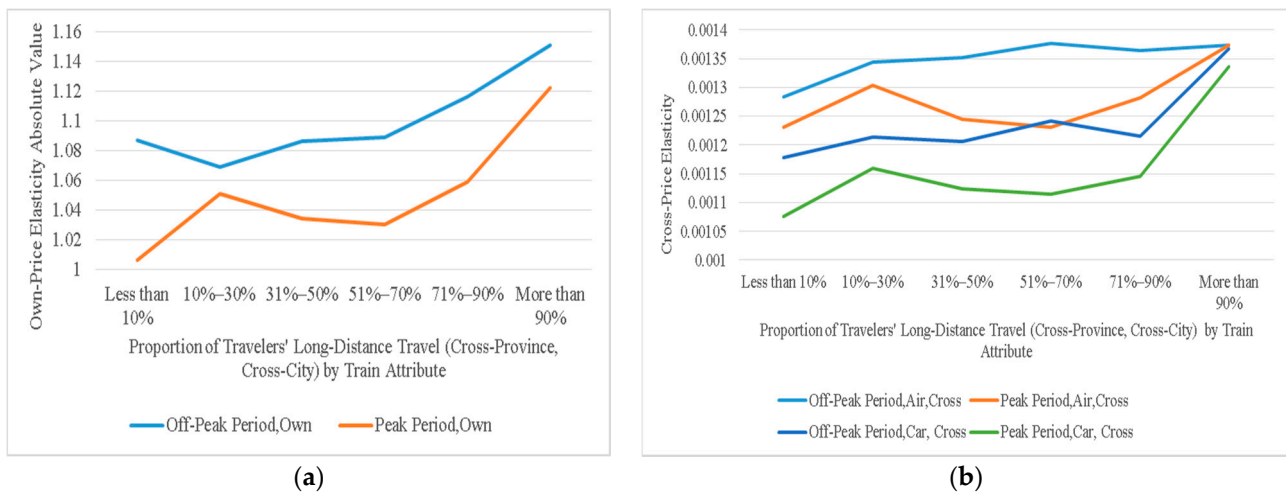 1.16
1.14
1.12
1.1
1.08
1.06
1.04
1.02
1
Own-Price Elasticity Absolute Value
Less than
10%
10%–30%
31%–50%
51%–70%
71%–90%
More than
90%
Proportion of Travelers' Long-Distance Travel (Cross-Province,
Cross-City) by Train Attribute
Off-Peak Period,Own
Peak Period,Own
(a)
0.0014
0.00135
0.0013
0.00125
0.0012
0.00115
0.0011
0.00105
0.001
Cross-Price Elasticity
Less than 10%
10%–30%
31%–50%
51%–70%
71%–90%
More than
90%
Proportion of Travelers' Long-Distance Travel (Cross-Province, Cross-City) by Train
Attribute
Off-Peak Period,Air,Cross
Peak Period,Air,Cross
Off-Peak Period,Car, Cross
Peak Period,Car, Cross
(b)